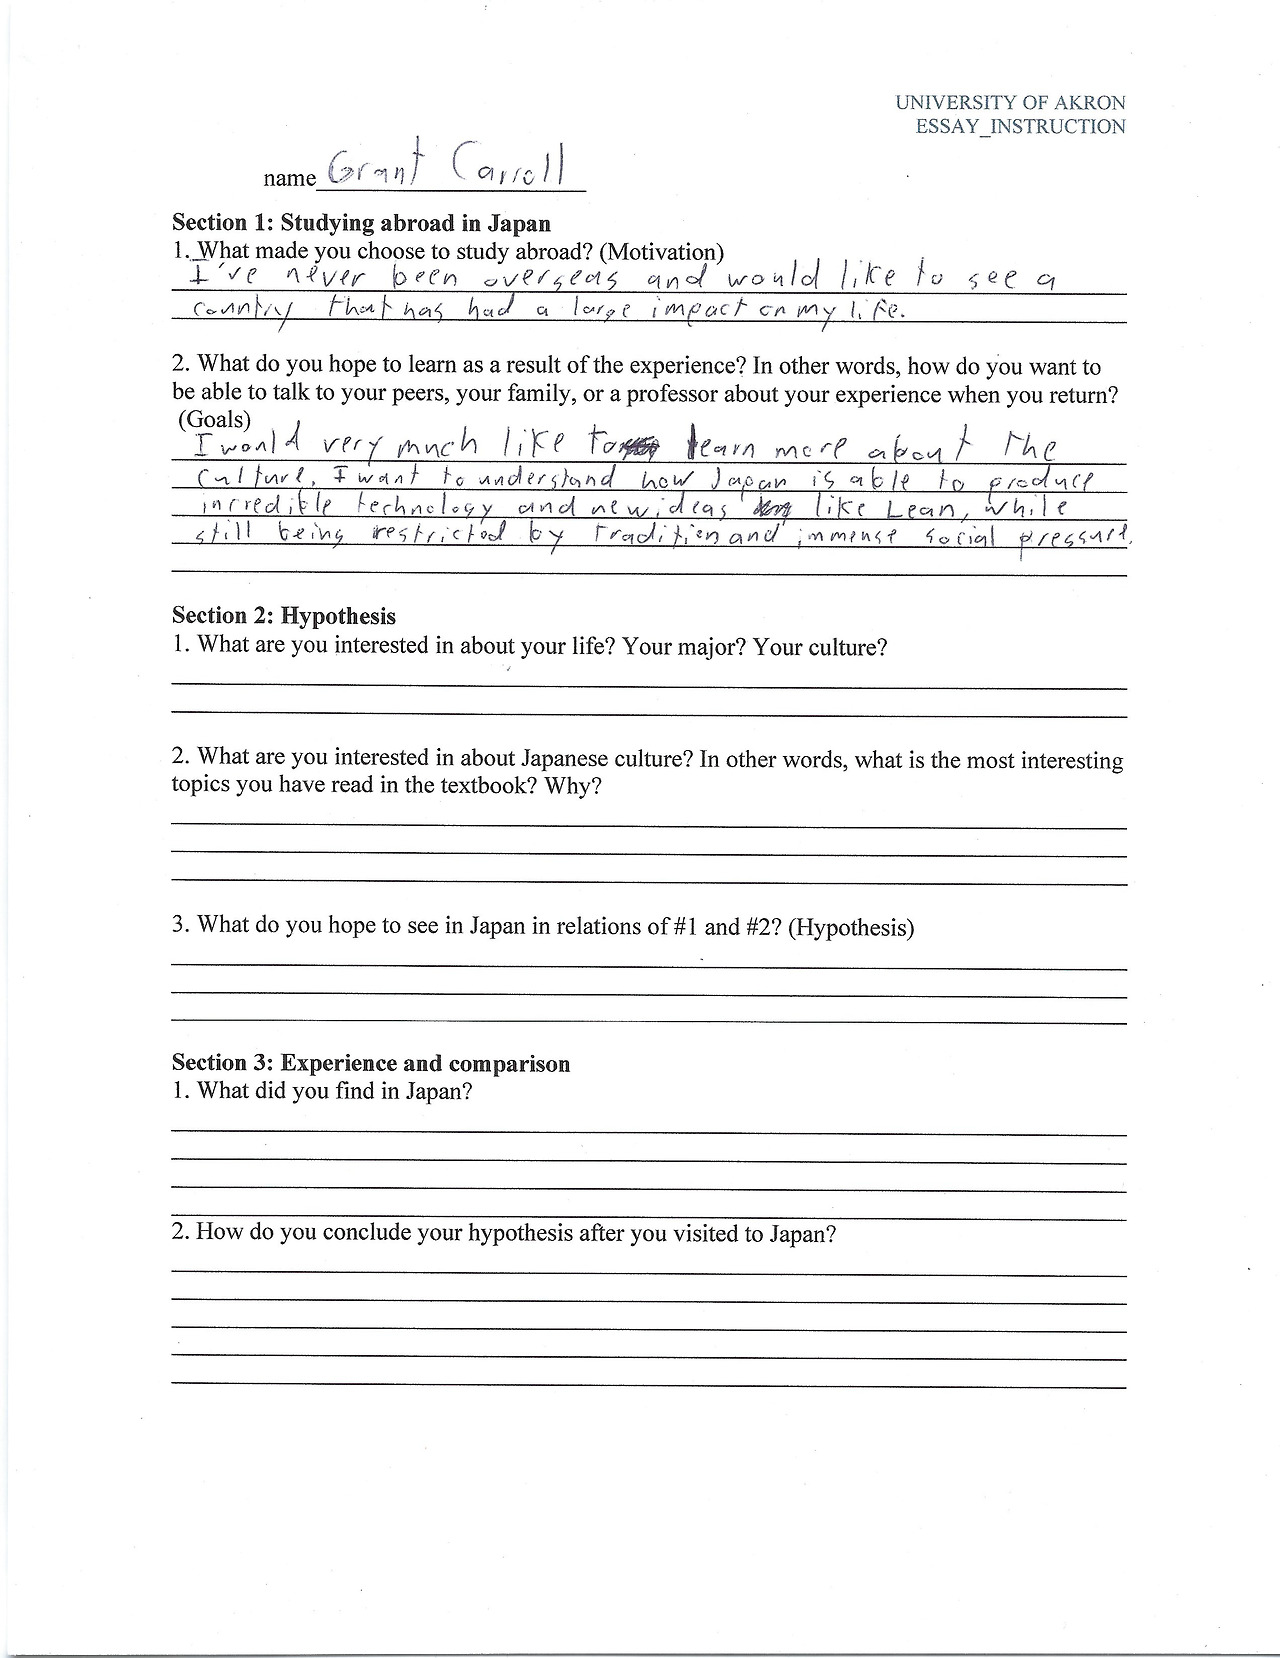 UNIVERSITY OF AKRON
ESSAY_INSTRUCTION
name Grant Carroll
Section 1: Studying abroad in Japan
1. What made you choose to study abroad? (Motivation)
I've never been overseas and would like to see a
country that has had a large impact on my life.
2. What do you hope to learn as a result of the experience? In other words, how do you want to
be able to talk to your peers, your family, or a professor about your experience when you return?
(Goals)
I would very much like to learn more about the
culture. I want to understand how Japan is able to produce
incredible technology and new ideas like Lean, while
still being restricted by tradition and immense social pressure.
Section 2: Hypothesis
1. What are you interested in about your life? Your major? Your culture?
2. What are you interested in about Japanese culture? In other words, what is the most interesting
topics you have read in the textbook? Why?
3. What do you hope to see in Japan in relations of #1 and #2? (Hypothesis)
Section 3: Experience and comparison
1. What did you find in Japan?
2. How do you conclude your hypothesis after you visited to Japan?